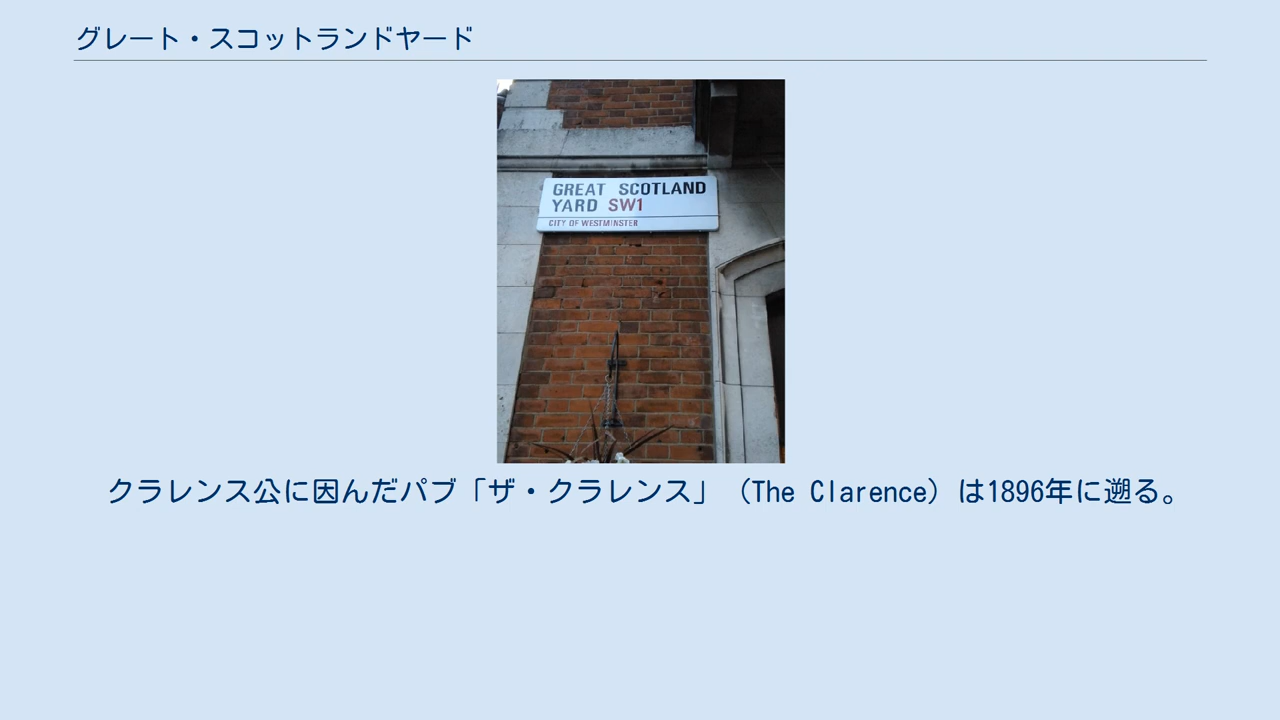 グレート・スコットランドヤード
GREAT SCOTLAND
YARD SW1
CITY OF WESTMINSTER
クラレンス公に因んだパブ「ザ・クラレンス」（The Clarence）は1896年に遡る。